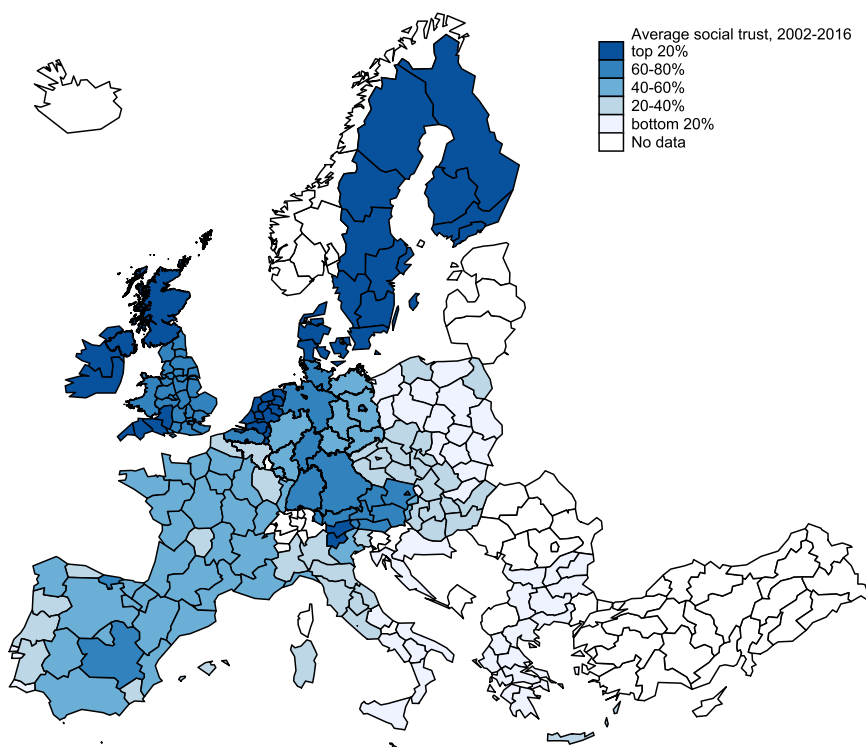 Average social trust, 2002-2016
top 20%
60-80%
40-60%
20-40%
bottom 20%
No data